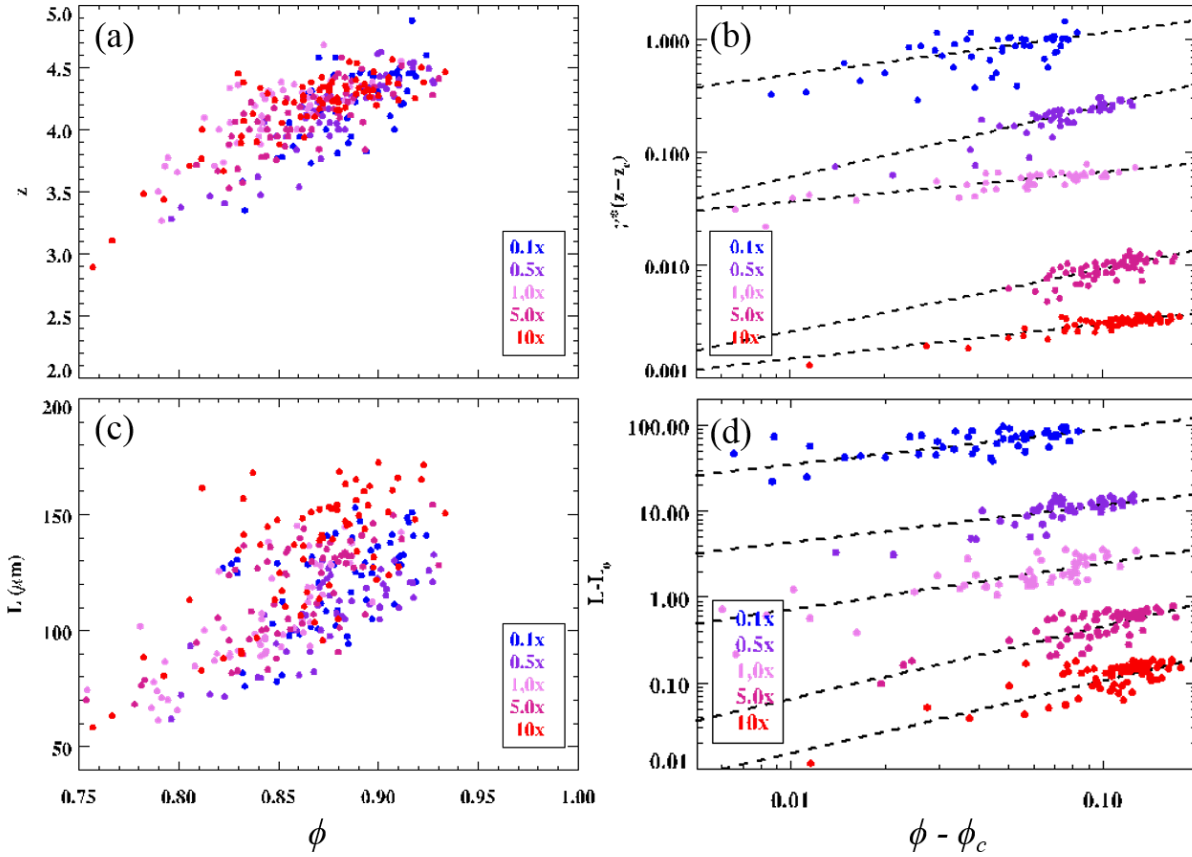 (a)
5.0
4.5
4.0
3.5
3.0
2.5
2.0
z
0.1x
0.5x
1.0x
5.0x
10x
(b)
1.000
0.100
0.010
0.001
*(z−z
0.1x
0.5x
1.0x
5.0x
10x
(c)
200
150
100
50
L (μm)
0.1x
0.5x
1.0x
5.0x
10x
0.75
0.80
0.85
0.90
0.95
1.00
ϕ
(d)
100.00
10.00
1.00
0.10
0.01
L-L₀
0.1x
0.5x
1.0x
5.0x
10x
0.01
0.10
ϕ - ϕc